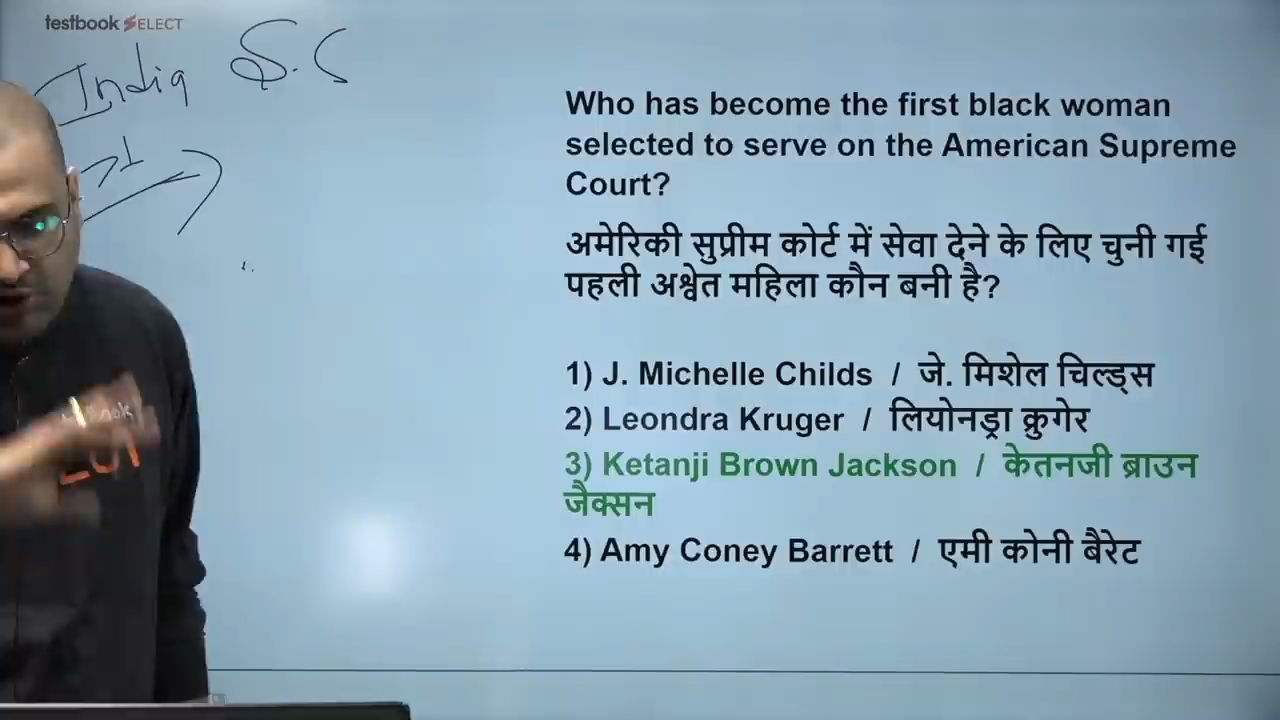 testbook SELECT
India S.C
1
Who has become the first black woman
selected to serve on the American Supreme
Court?
अमेरिकी सुप्रीम कोर्ट में सेवा देने के लिए चुनी गई
पहली अश्वेत महिला कौन बनी है?
1) J. Michelle Childs / जे. मिशेल चिल्ड्स
2) Leondra Kruger / लियोनड्रा क्रुगेर
3) Ketanji Brown Jackson / केतनजी ब्राउन
जैक्सन
4) Amy Coney Barrett / एमी कोनी बैरेट